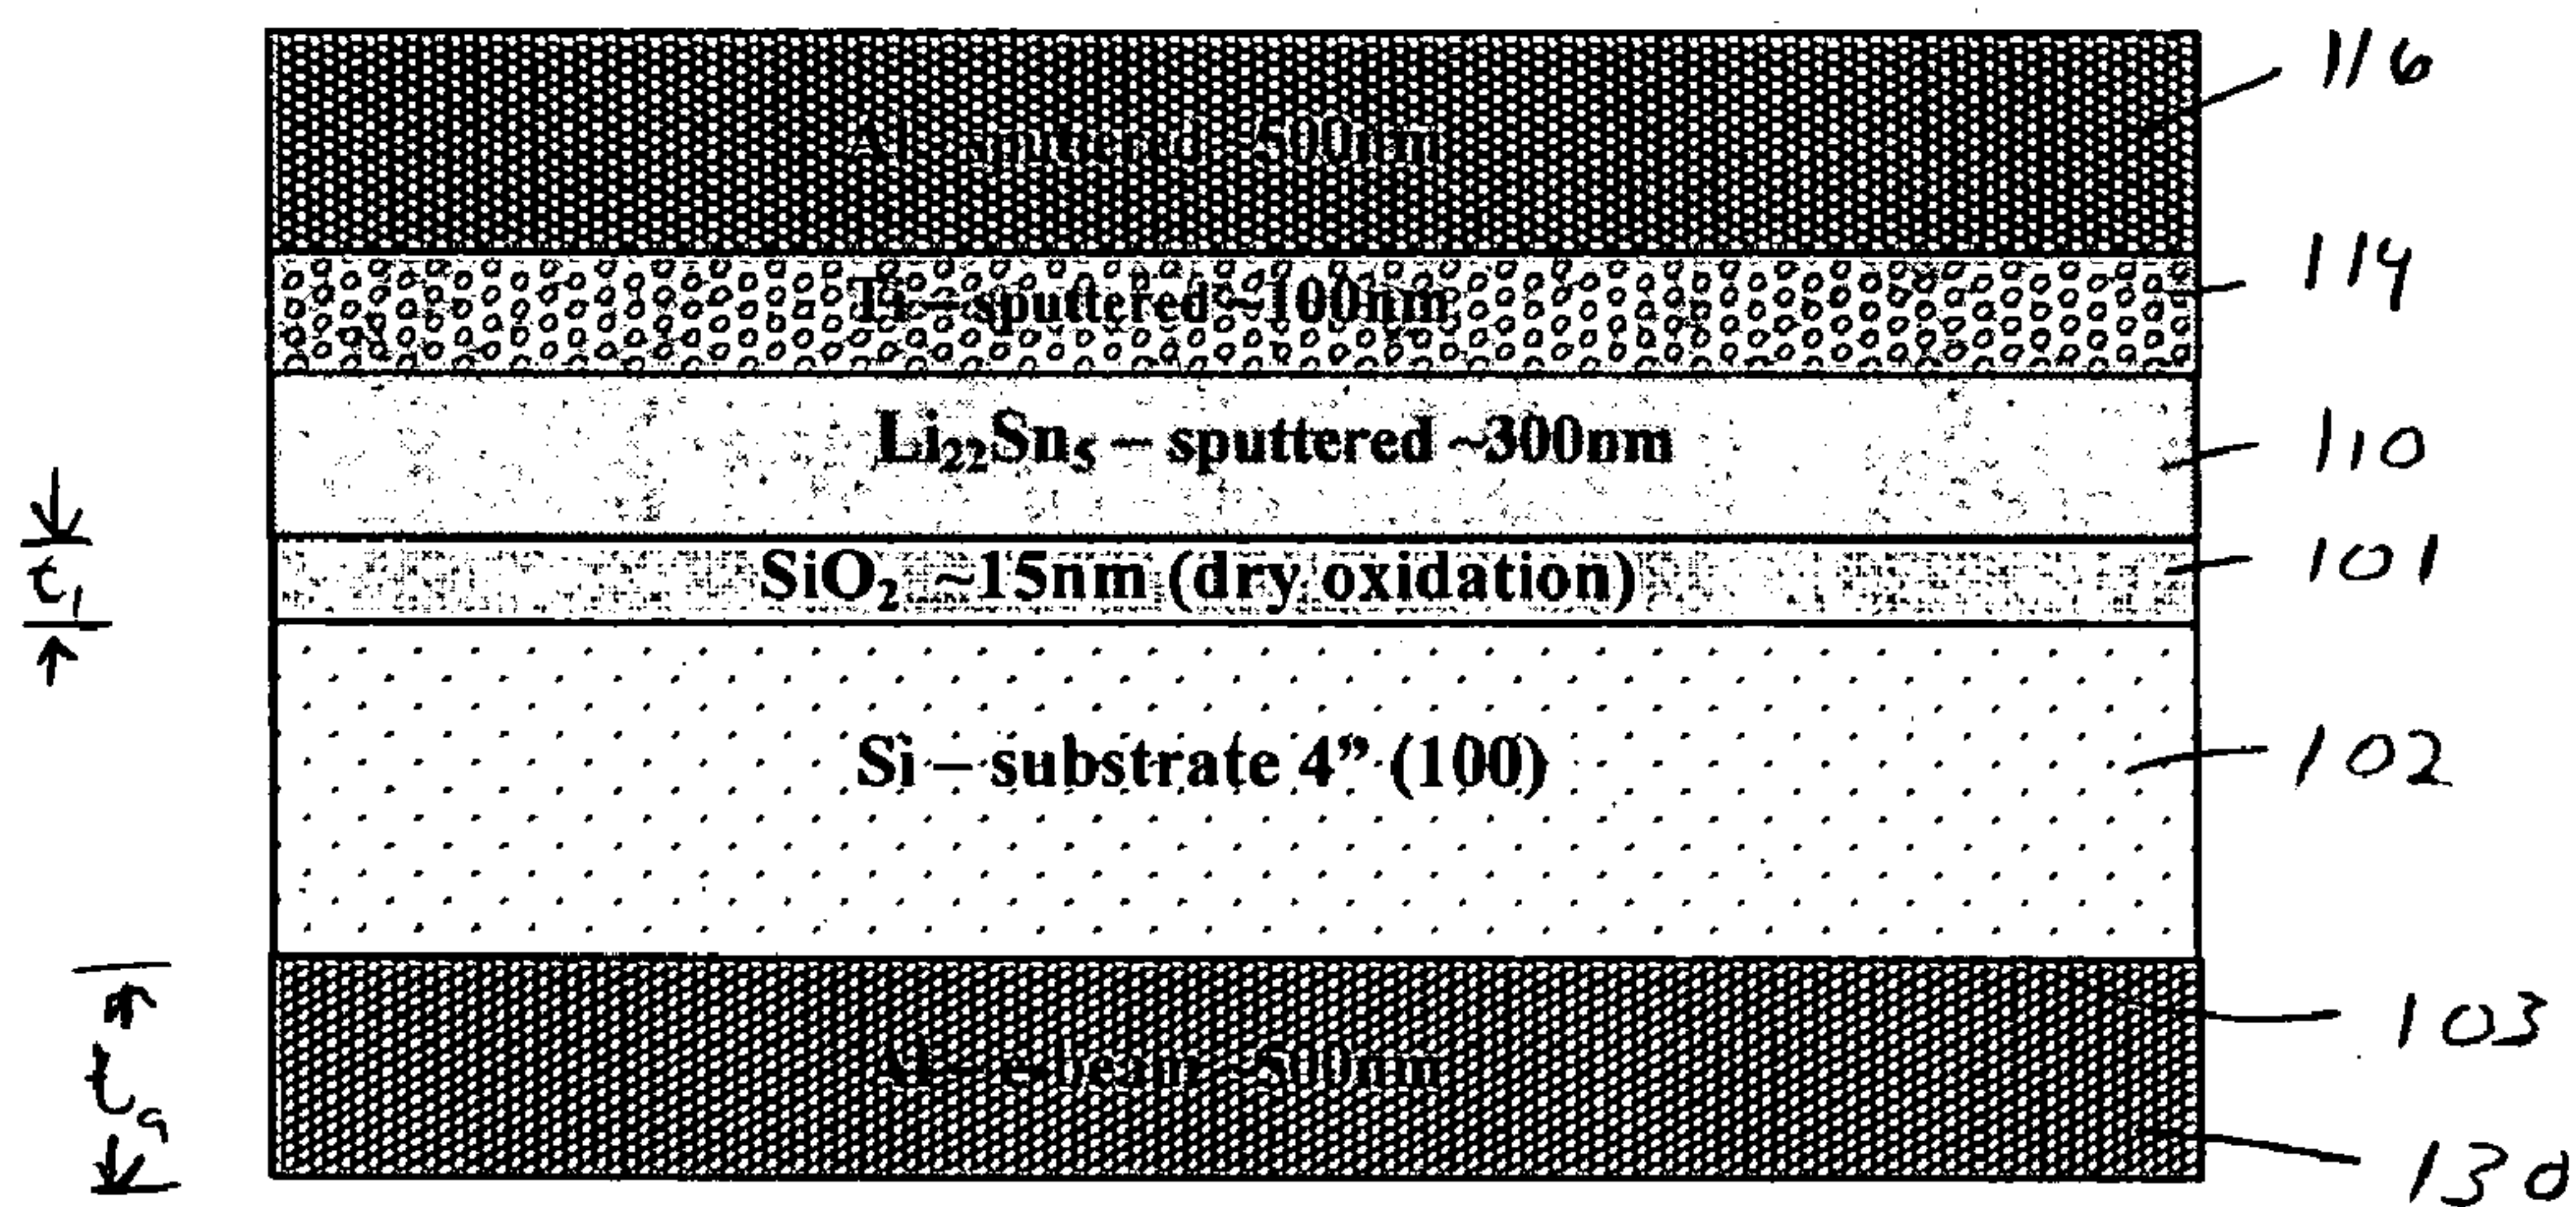 Al – sputtered ~500nm
116
Ti – sputtered ~100nm
114
Li₂₂Sn₅ – sputtered ~300nm
110
t₁
SiO₂ ~15nm (dry oxidation)
101
Si – substrate 4” (100)
102
103
Al – e-beam ~500nm
130